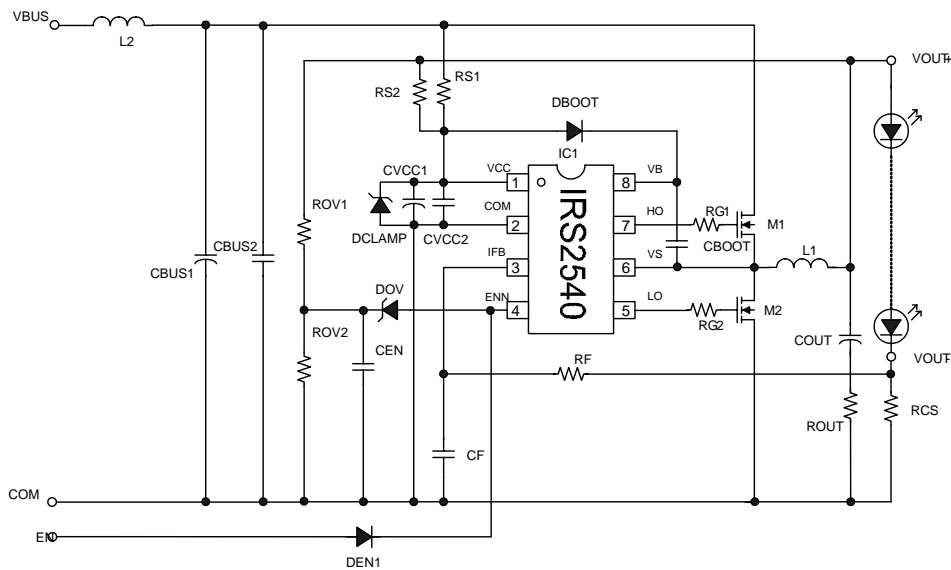 VBUS
L2
VOUT+
RS1
RS2
DBOOT
IC1
CVCC1
VCC
VB
1
8
COM
HO
RG1
M1
ROV1
2
7
DCLAMP
CVCC2
IRS2540
CBOOT
L1
CBUS2
IFB
VS
CBUS1
3
6
DOV
ENN
LO
4
5
M2
ROV2
RG2
CEN
COUT
VOUT-
RF
RCS
ROUT
CF
COM
EN
DEN1